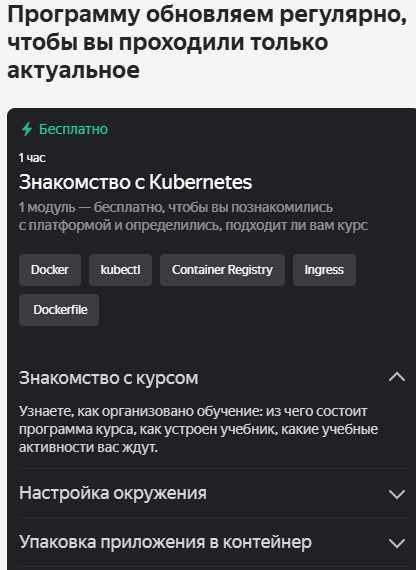 Программу обновляем регулярно,
чтобы вы проходили только
актуальное
Бесплатно
1 час
Знакомство с Kubernetes
1 модуль — бесплатно, чтобы вы познакомились
с платформой и определились, подходит ли вам курс
Docker
kubectl
Container Registry
Ingress
Dockerfile
Знакомство с курсом
Узнаете, как организовано обучение: из чего состоит
программа курса, как устроен учебник, какие учебные
активности вас ждут.
Настройка окружения
Упаковка приложения в контейнер